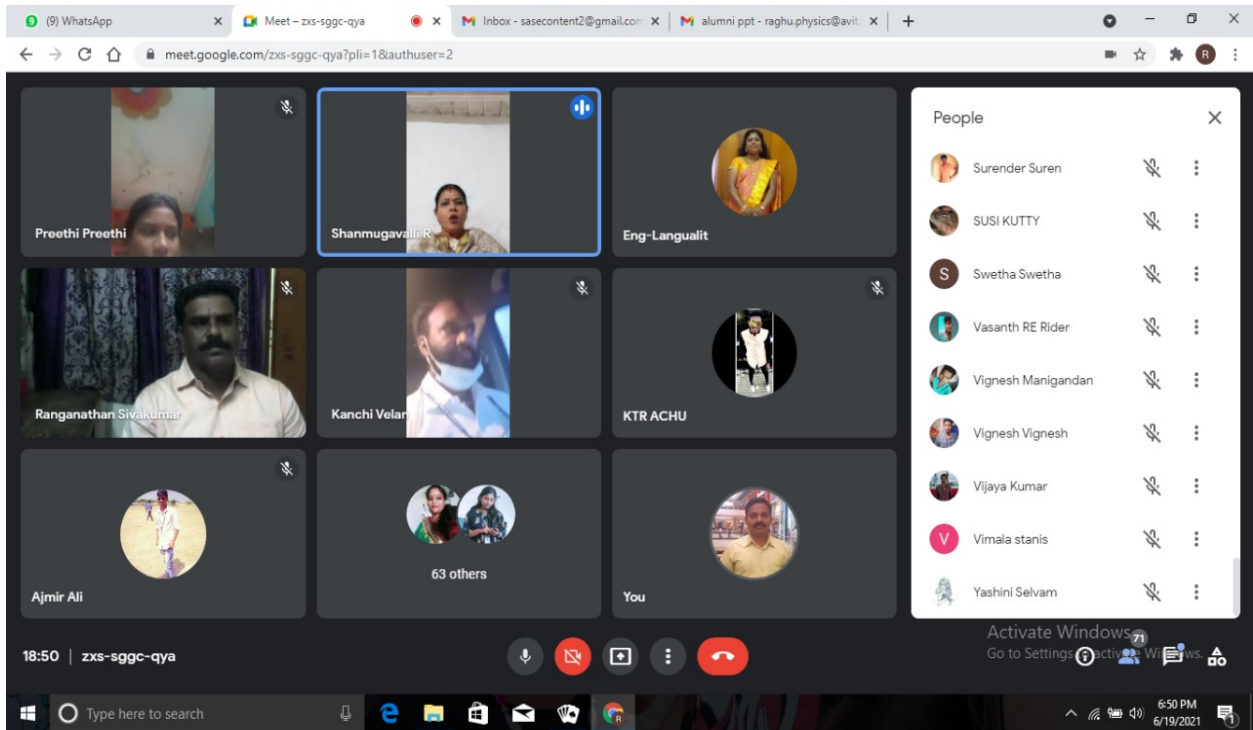 (9) WhatsApp
Meet – zxs-sggc-qya
Inbox - sasecontent2@gmail.com
alumni ppt - raghu.physics@avit.
meet.google.com/zxs-sggc-qya?pli=1&authuser=2
R
Preethi Preethi
Shanmugavalli R
Eng-Langualit
Ranganathan Sivakumar
Kanchi Velan
KTR ACHU
Ajmir Ali
63 others
You
People
Surender Suren
SUSI KUTTY
S
Swetha Swetha
Vasanth RE Rider
Vignesh Manigandan
Vignesh Vignesh
Vijaya Kumar
V
Vimala stanis
Yashini Selvam
Activate Windows
Go to Settings to activate Windows.
71
18:50 | zxs-sggc-qya
Type here to search
6:50 PM
6/19/2021